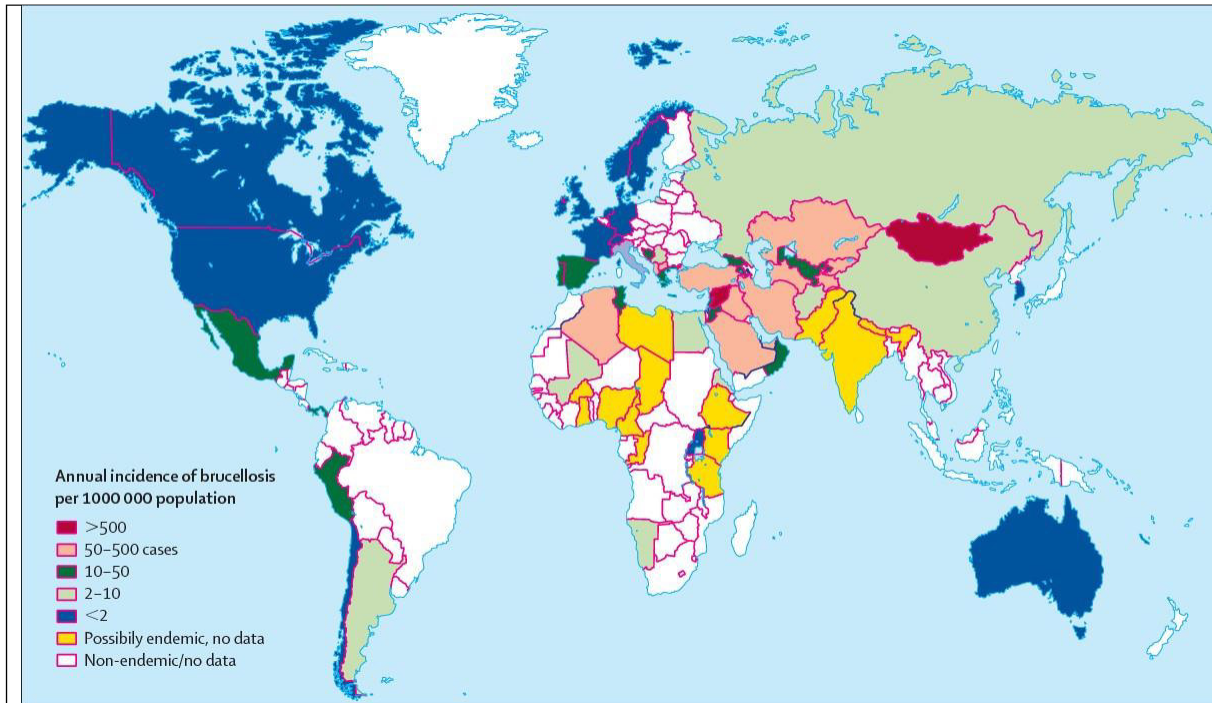 Annual incidence of brucellosis
per 1000 000 population
>500
50–500 cases
10–50
2–10
<2
Possibily endemic, no data
Non-endemic/no data